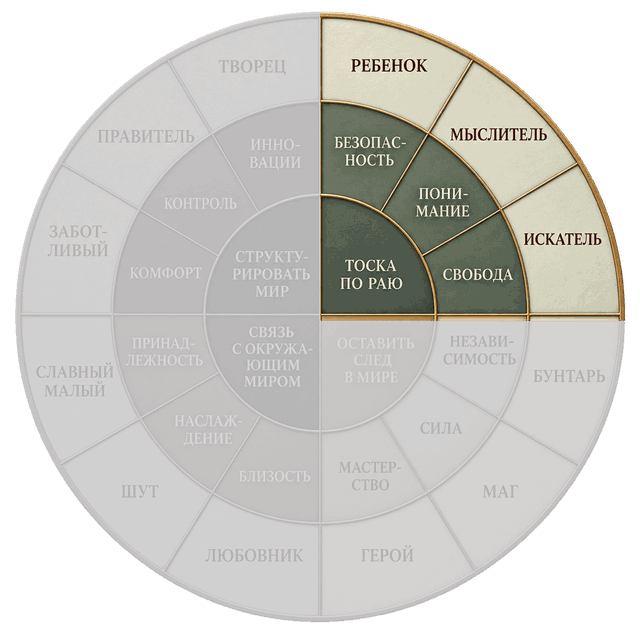 ТВОРЕЦ
РЕБЕНОК
ПРАВИТЕЛЬ
МЫСЛИТЕЛЬ
ИННО-
ВАЦИИ
БЕЗОПАС-
НОСТЬ
КОНТРОЛЬ
ПОНИ-
МАНИЕ
ЗАБОТ-
ЛИВЫЙ
ИСКАТЕЛЬ
КОМФОРТ
СТРУКТУ-
РИРОВАТЬ
МИР
ТОСКА
ПО РАЮ
СВОБОДА
СЛАВНЫЙ
МАЛЫЙ
ПРИНАД-
ЛЕЖНОСТЬ
СВЯЗЬ
С ОКРУЖА-
ЮЩИМ
МИРОМ
ОСТАВИТЬ
СЛЕД
В МИРЕ
НЕЗАВИ-
СИМОСТЬ
БУНТАРЬ
НАСЛАЖ-
ДЕНИЕ
СИЛА
ШУТ
БЛИЗОСТЬ
МАСТЕР-
СТВО
МАГ
ЛЮБОВНИК
ГЕРОЙ